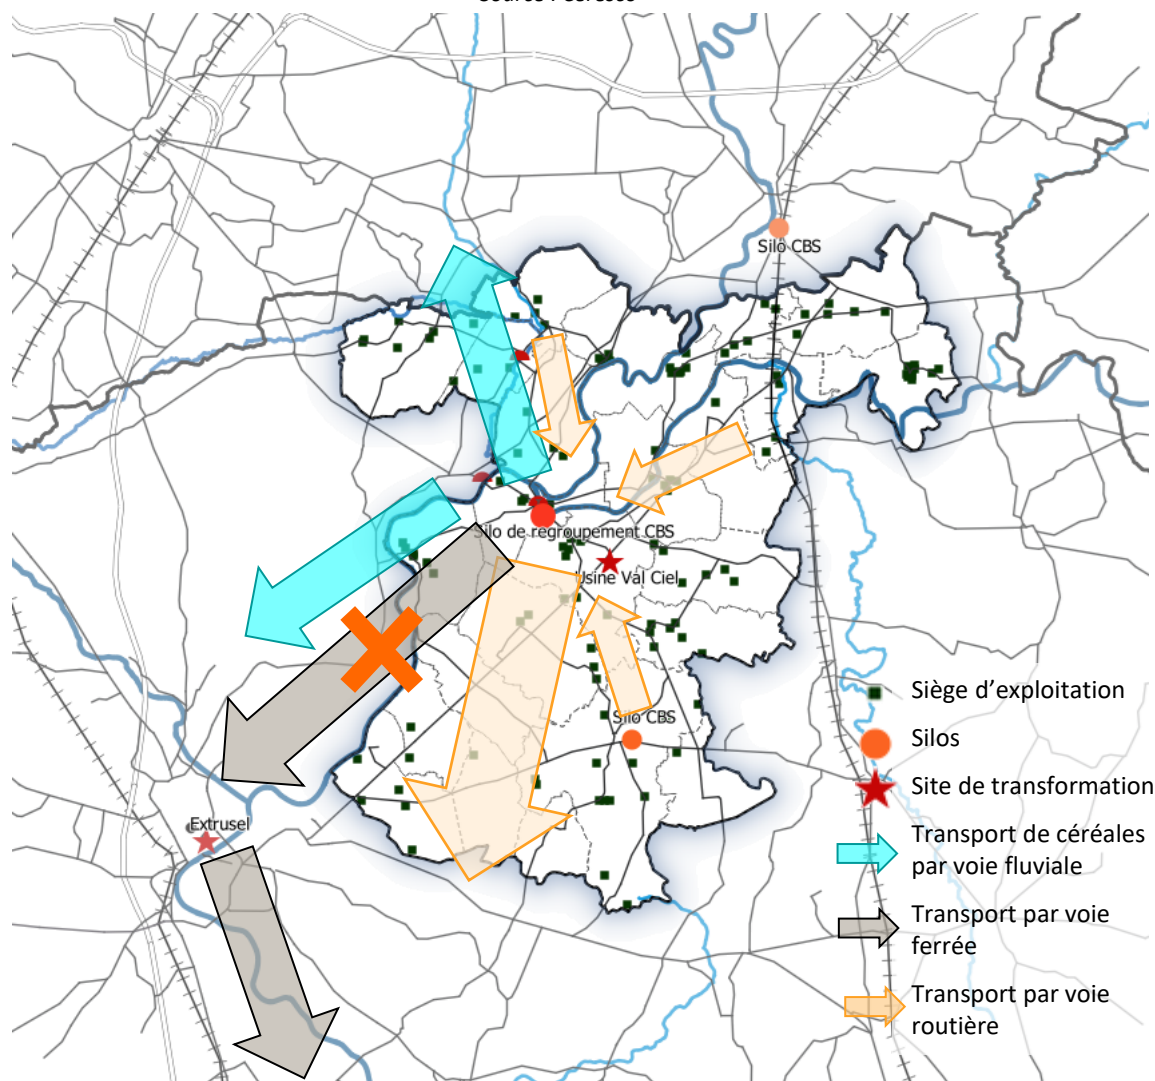 Silo CBS
Silo de regroupement CBS
Usine Val Ciel
Silo CBS
Extrusel
Siège d'exploitation
Silos
Site de transformation
Transport de céréales
par voie fluviale
Transport par voie
ferrée
Transport par voie
routière